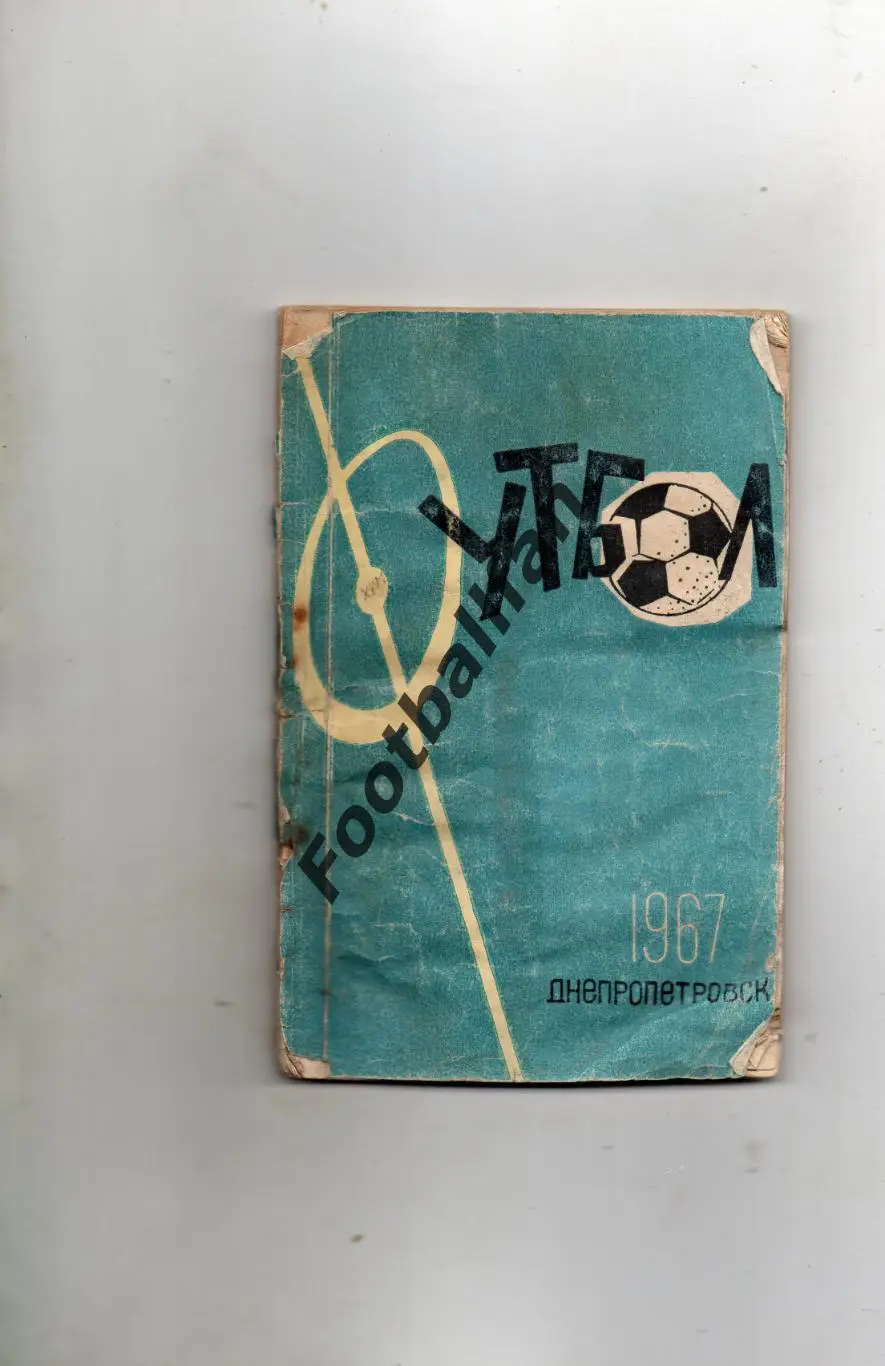 ФУТБОЛ
1967
ДНЕПРОПЕТРОВСК
Footballfan